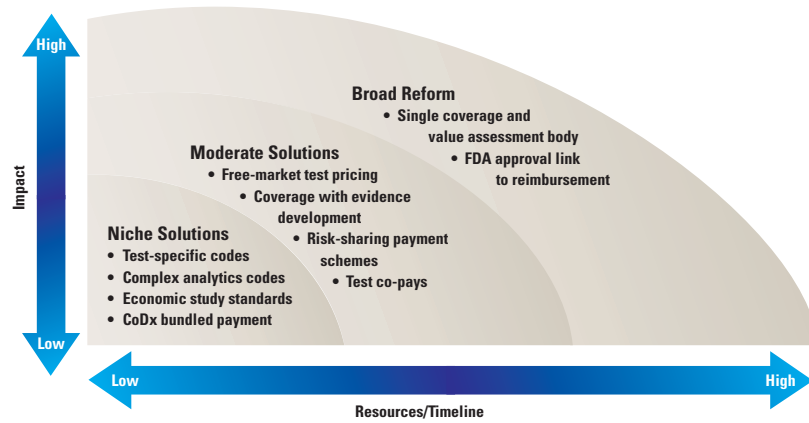 High
Impact
Low
Broad Reform
• Single coverage and
value assessment body
• FDA approval link
to reimbursement
Moderate Solutions
• Free-market test pricing
• Coverage with evidence
development
• Risk-sharing payment
schemes
• Test co-pays
Niche Solutions
• Test-specific codes
• Complex analytics codes
• Economic study standards
• CoDx bundled payment
Low
High
Resources/Timeline